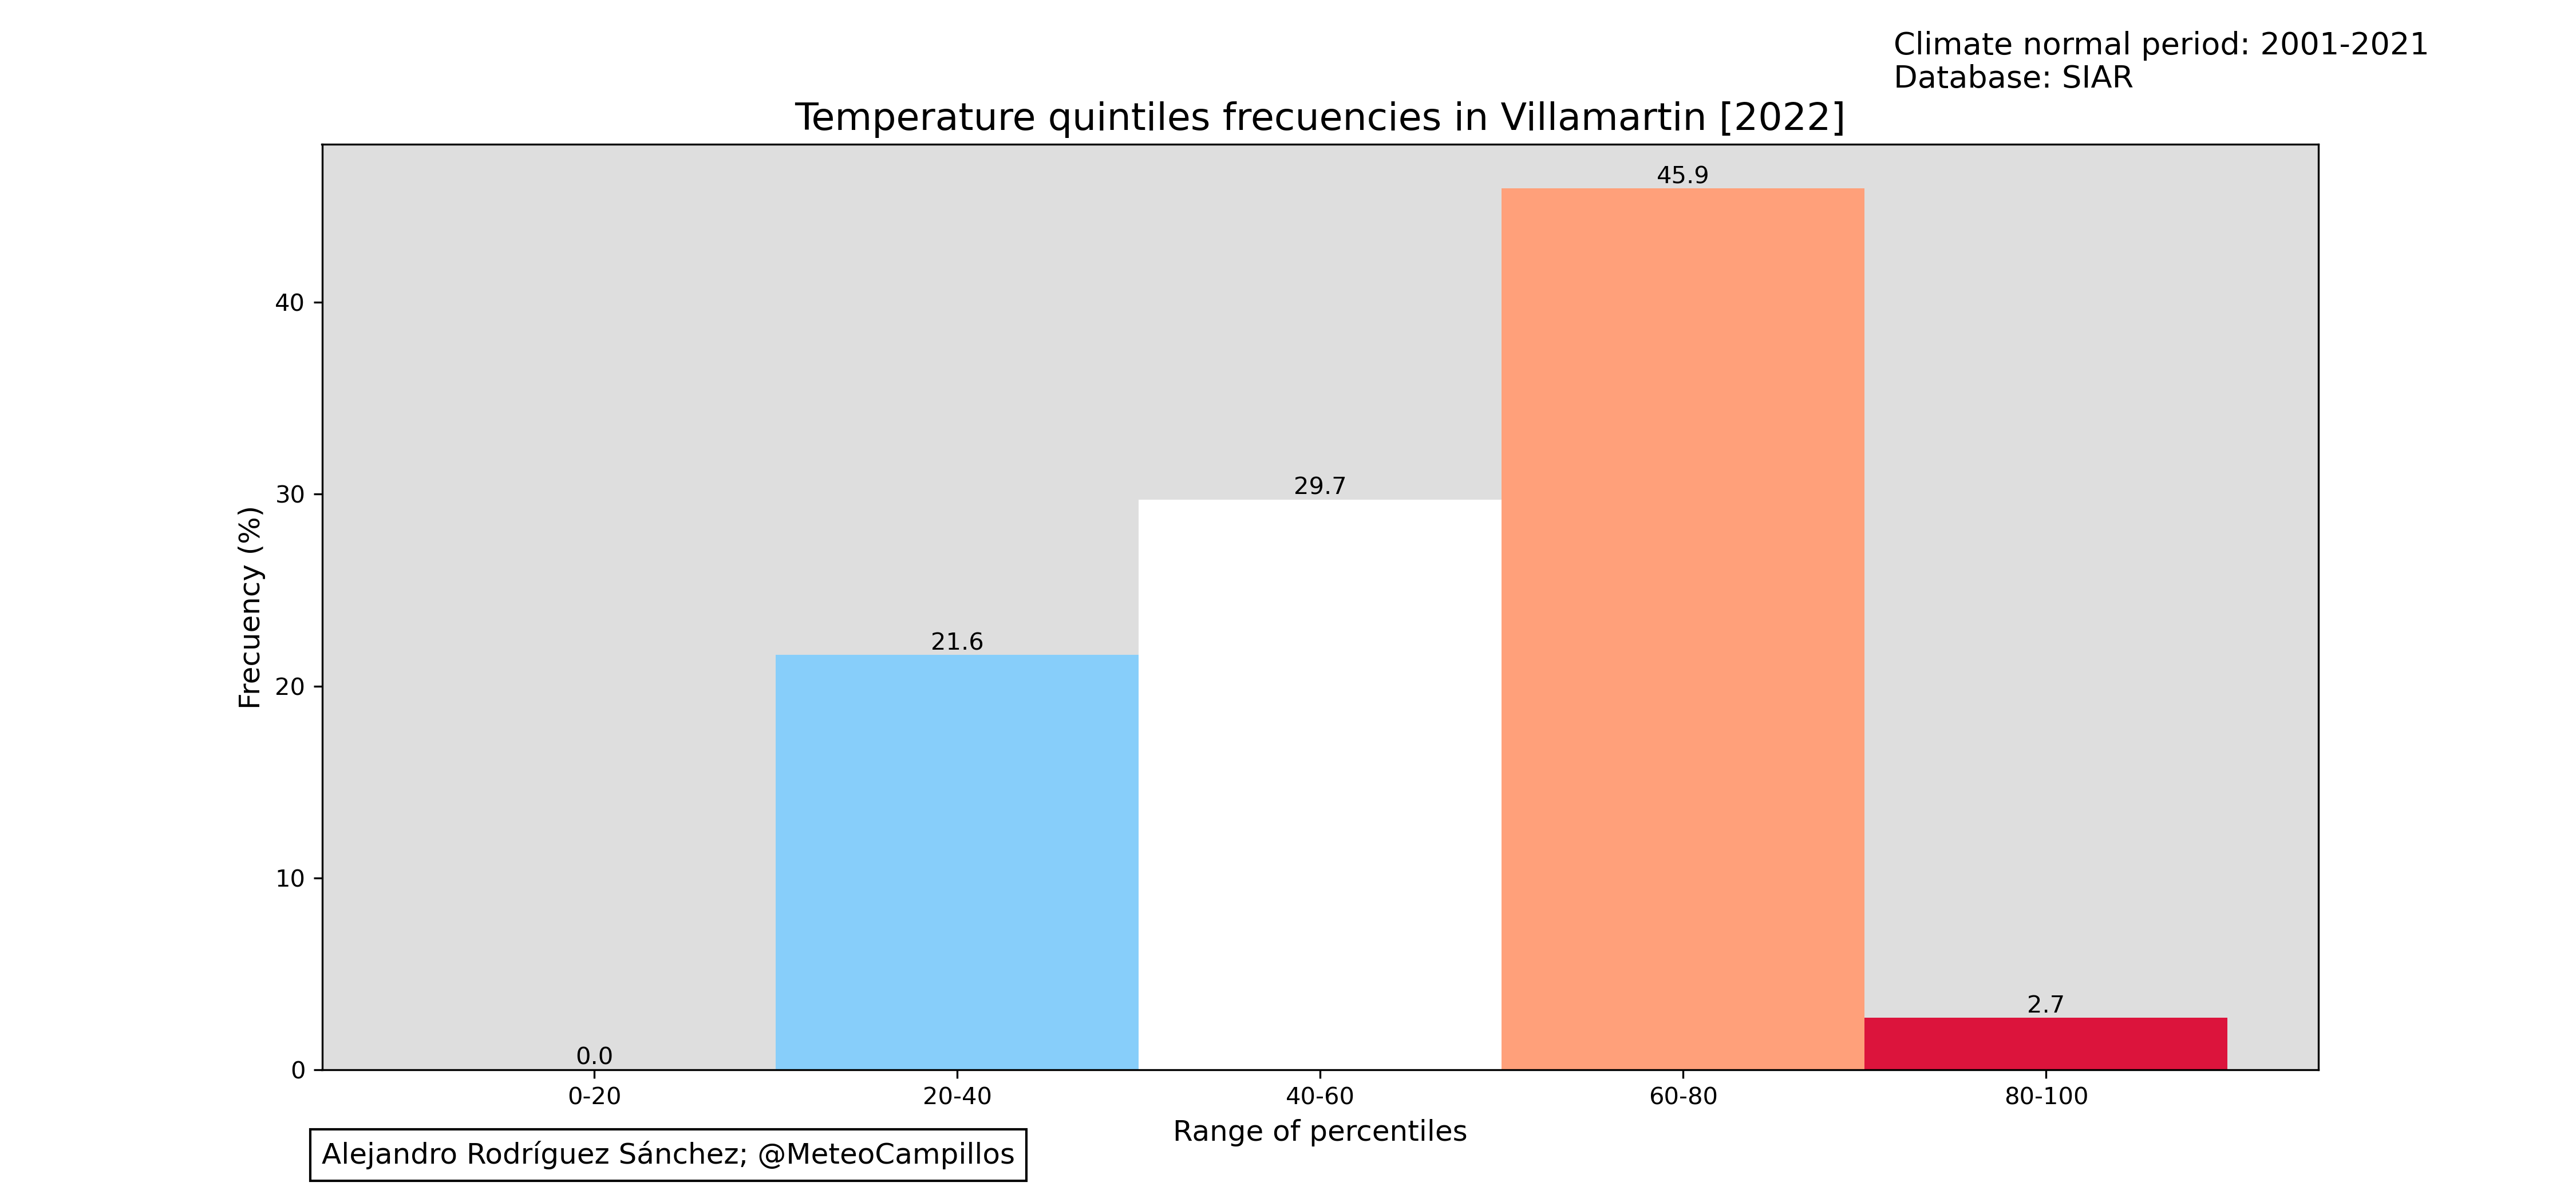 Climate normal period: 2001-2021
Database: SIAR
Temperature quintiles frecuencies in Villamartin [2022]
Frecuency (%)
40
30
20
10
0
0.0
21.6
29.7
45.9
2.7
0-20
20-40
40-60
60-80
80-100
Range of percentiles
Alejandro Rodríguez Sánchez; @MeteoCampillos